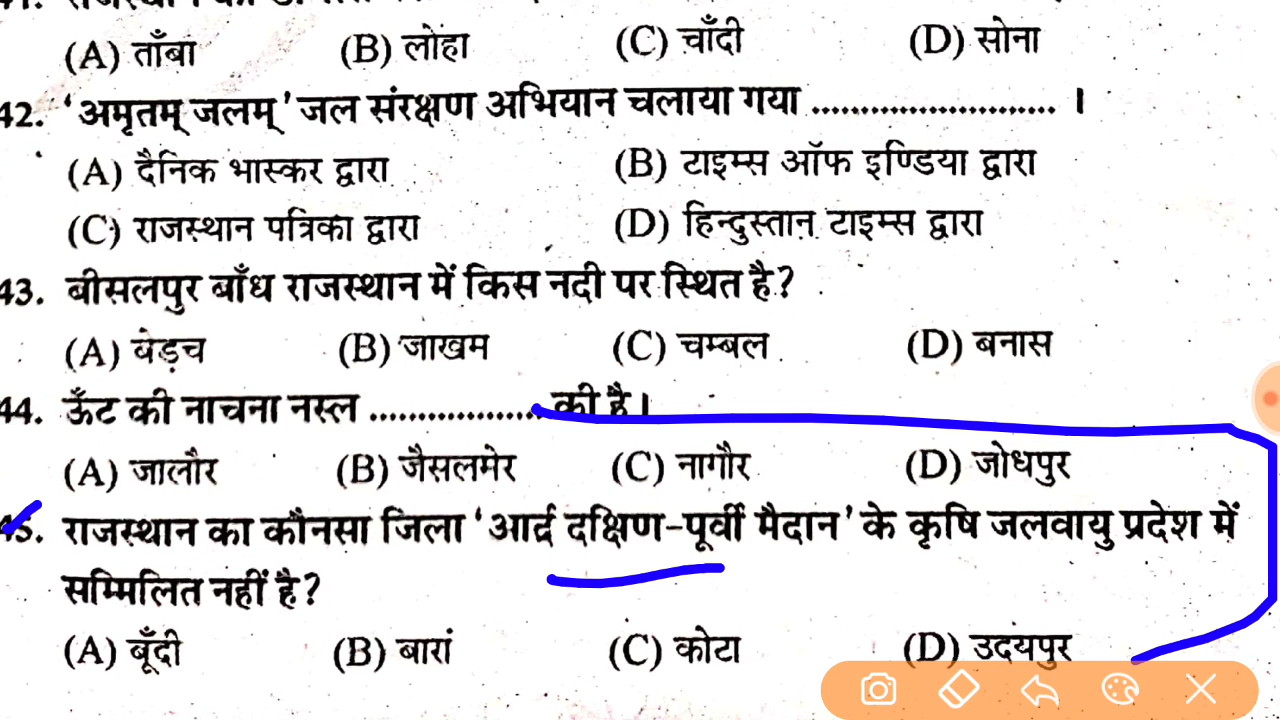 (A) ताँबा (B) लोहा (C) चाँदी (D) सोना
42. 'अमृतम् जलम्' जल संरक्षण अभियान चलाया गया ......................... ।
(A) दैनिक भास्कर द्वारा (B) टाइम्स ऑफ इण्डिया द्वारा
(C) राजस्थान पत्रिका द्वारा (D) हिन्दुस्तान टाइम्स द्वारा
43. बीसलपुर बाँध राजस्थान में किस नदी पर स्थित है?
(A) बेड़च (B) जाखम (C) चम्बल (D) बनास
44. ऊँट की नाचना नस्ल .................. की है।
(A) जालौर (B) जैसलमेर (C) नागौर (D) जोधपुर
45. राजस्थान का कौनसा जिला 'आर्द्र दक्षिण-पूर्वी मैदान' के कृषि जलवायु प्रदेश में
सम्मिलित नहीं है?
(A) बूँदी (B) बारां (C) कोटा (D) उदयपुर